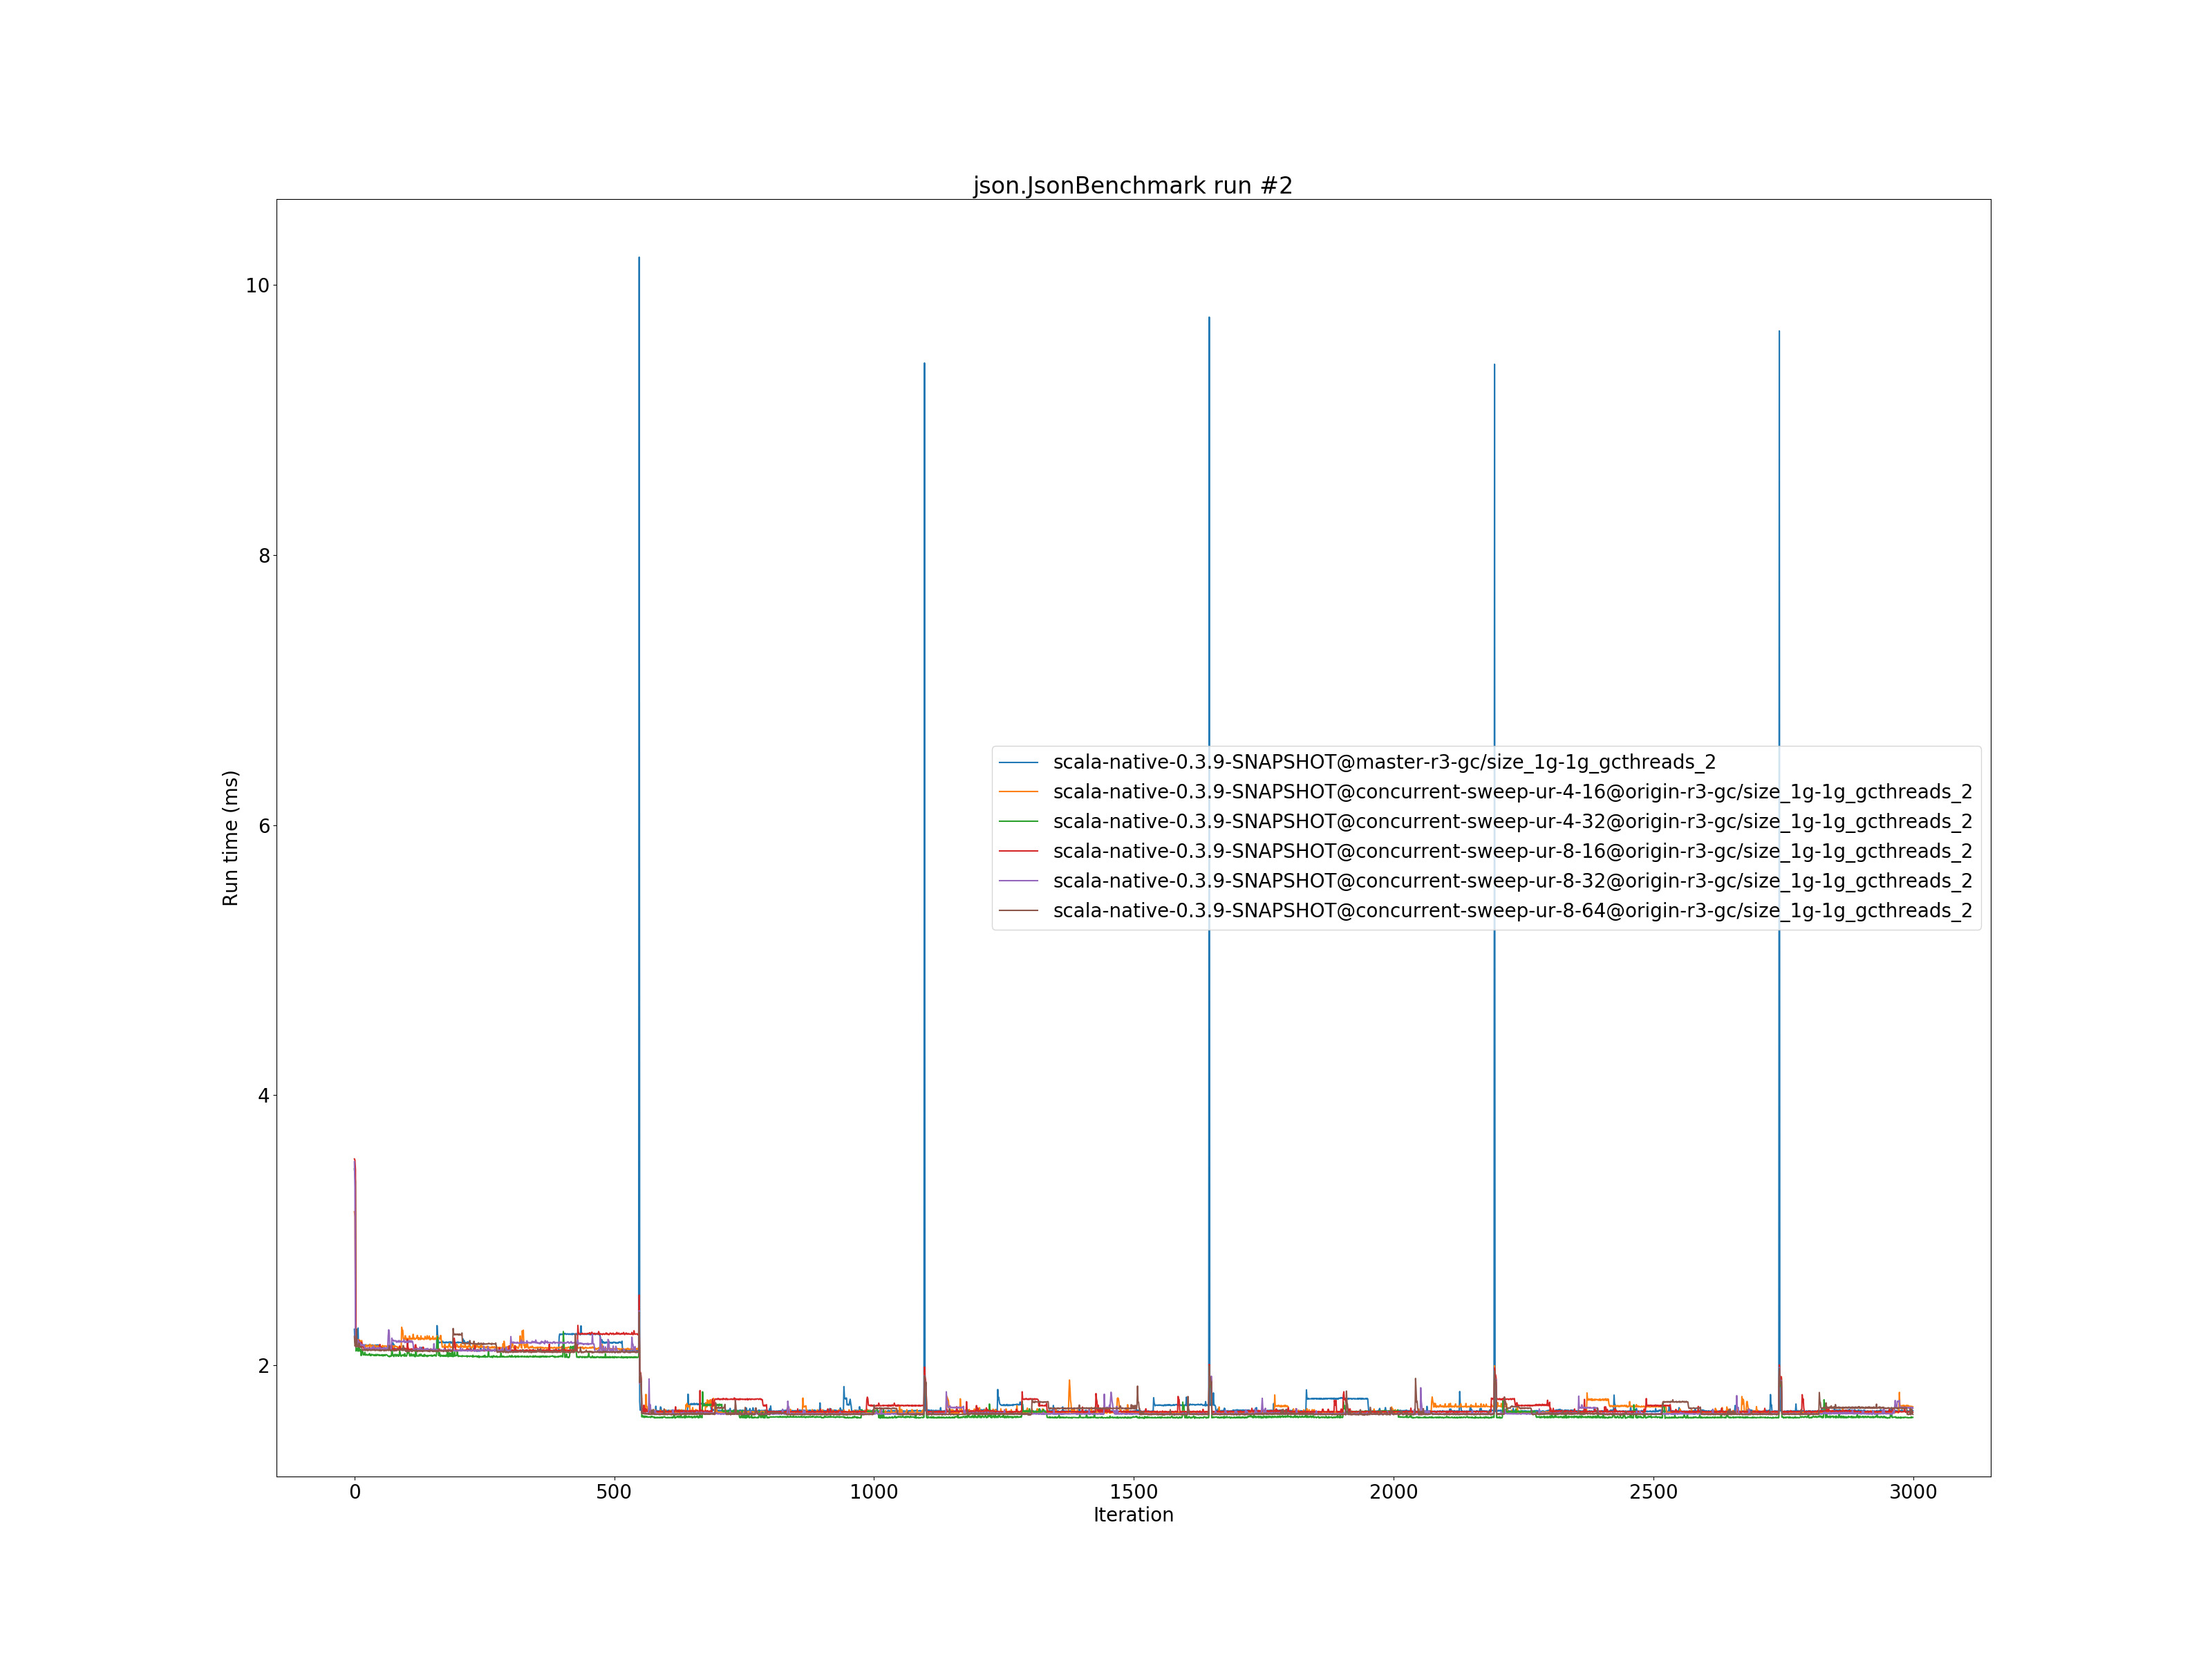 json.JsonBenchmark run #2
10
8
6
4
2
Run time (ms)
scala-native-0.3.9-SNAPSHOT@master-r3-gc/size_1g-1g_gcthreads_2
scala-native-0.3.9-SNAPSHOT@concurrent-sweep-ur-4-16@origin-r3-gc/size_1g-1g_gcthreads_2
scala-native-0.3.9-SNAPSHOT@concurrent-sweep-ur-4-32@origin-r3-gc/size_1g-1g_gcthreads_2
scala-native-0.3.9-SNAPSHOT@concurrent-sweep-ur-8-16@origin-r3-gc/size_1g-1g_gcthreads_2
scala-native-0.3.9-SNAPSHOT@concurrent-sweep-ur-8-32@origin-r3-gc/size_1g-1g_gcthreads_2
scala-native-0.3.9-SNAPSHOT@concurrent-sweep-ur-8-64@origin-r3-gc/size_1g-1g_gcthreads_2
0 500 1000 1500 2000 2500 3000
Iteration